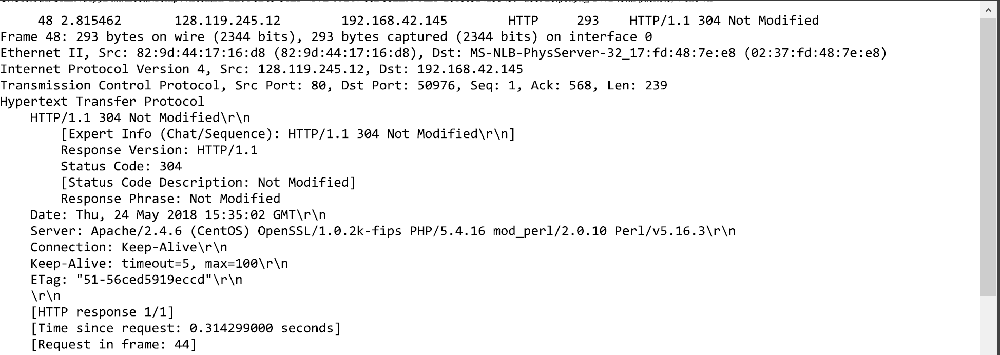 48 2.815462 128.119.245.12 192.168.42.145 HTTP 293 HTTP/1.1 304 Not Modified
Frame 48: 293 bytes on wire (2344 bits), 293 bytes captured (2344 bits) on interface 0
Ethernet II, Src: 82:9d:44:17:16:d8 (82:9d:44:17:16:d8), Dst: MS-NLB-PhysServer-32_17:fd:48:7e:e8 (02:37:fd:48:7e:e8)
Internet Protocol Version 4, Src: 128.119.245.12, Dst: 192.168.42.145
Transmission Control Protocol, Src Port: 80, Dst Port: 50976, Seq: 1, Ack: 568, Len: 239
Hypertext Transfer Protocol
    HTTP/1.1 304 Not Modified\r\n
        [Expert Info (Chat/Sequence): HTTP/1.1 304 Not Modified\r\n]
        Response Version: HTTP/1.1
        Status Code: 304
        [Status Code Description: Not Modified]
        Response Phrase: Not Modified
    Date: Thu, 24 May 2018 15:35:02 GMT\r\n
    Server: Apache/2.4.6 (CentOS) OpenSSL/1.0.2k-fips PHP/5.4.16 mod_perl/2.0.10 Perl/v5.16.3\r\n
    Connection: Keep-Alive\r\n
    Keep-Alive: timeout=5, max=100\r\n
    ETag: "51-56ced5919eccd"\r\n
    \r\n
    [HTTP response 1/1]
    [Time since request: 0.314299000 seconds]
    [Request in frame: 44]